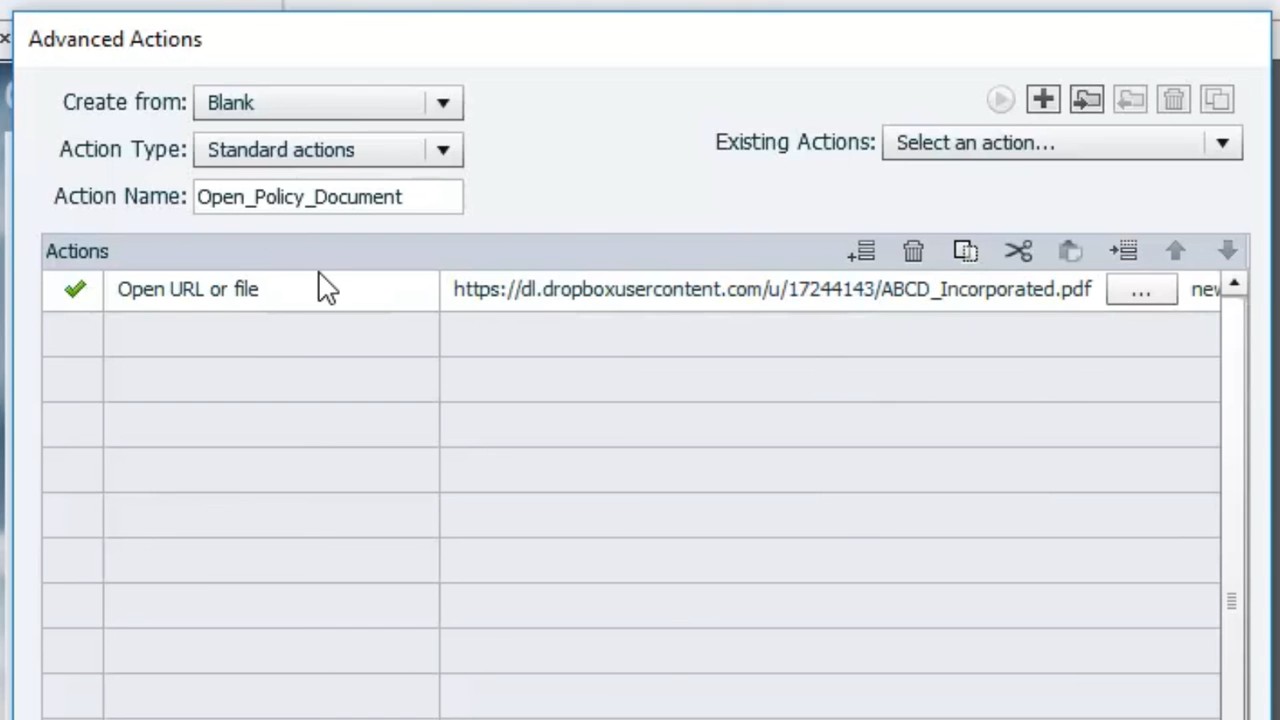 Advanced Actions
Create from: Blank
Action Type: Standard actions
Existing Actions: Select an action...
Action Name: Open_Policy_Document
Actions
Open URL or file https://dl.dropboxusercontent.com/u/17244143/ABCD_Incorporated.pdf ...